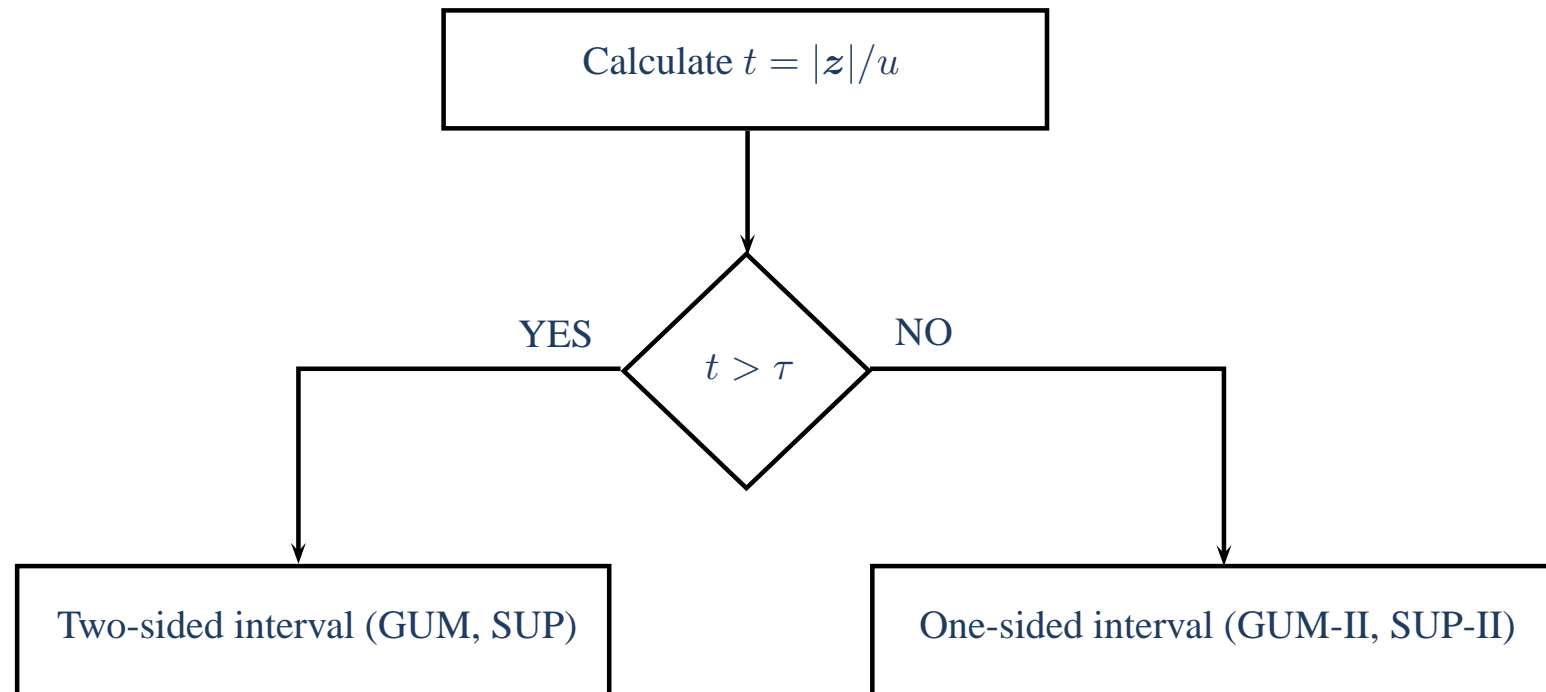 Calculate t = |z|/u
YES
NO
t > τ
Two-sided interval (GUM, SUP)
One-sided interval (GUM-II, SUP-II)